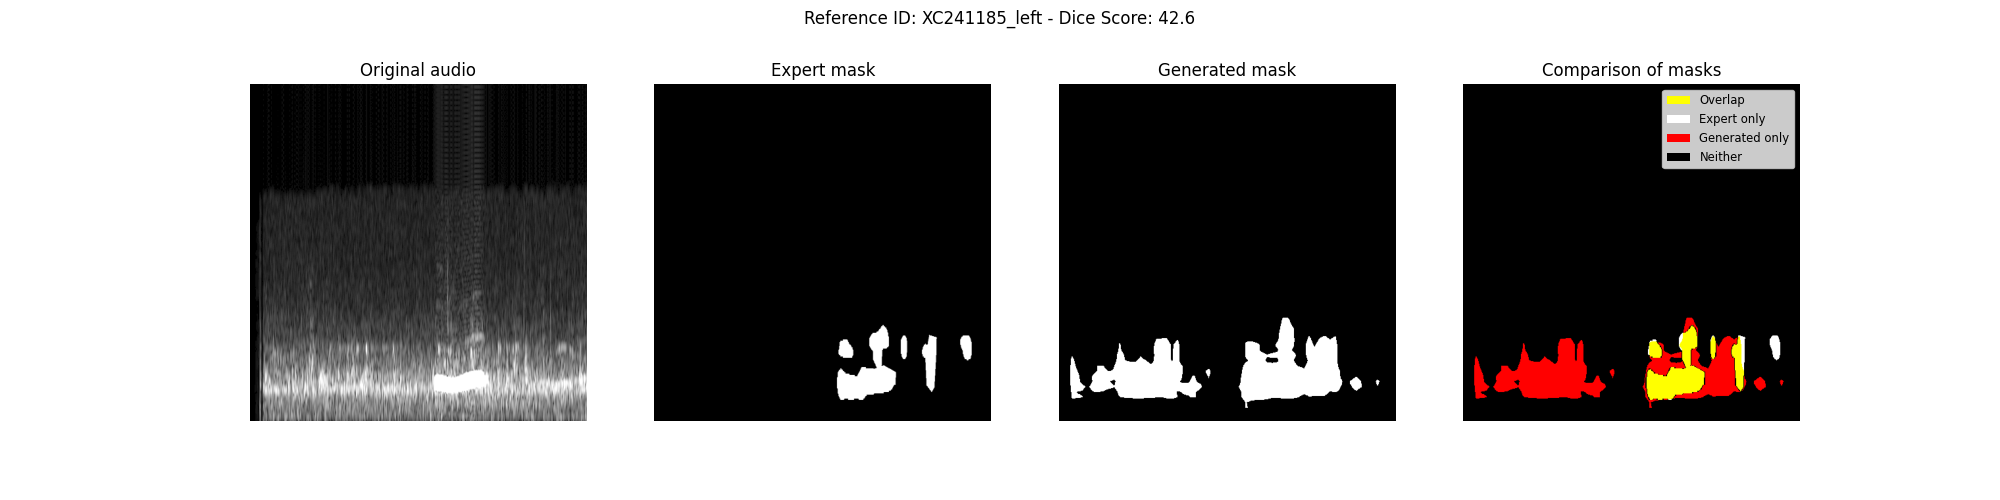 Reference ID: XC241185_left - Dice Score: 42.6
Original audio
Expert mask
Generated mask
Comparison of masks
Overlap
Expert only
Generated only
Neither